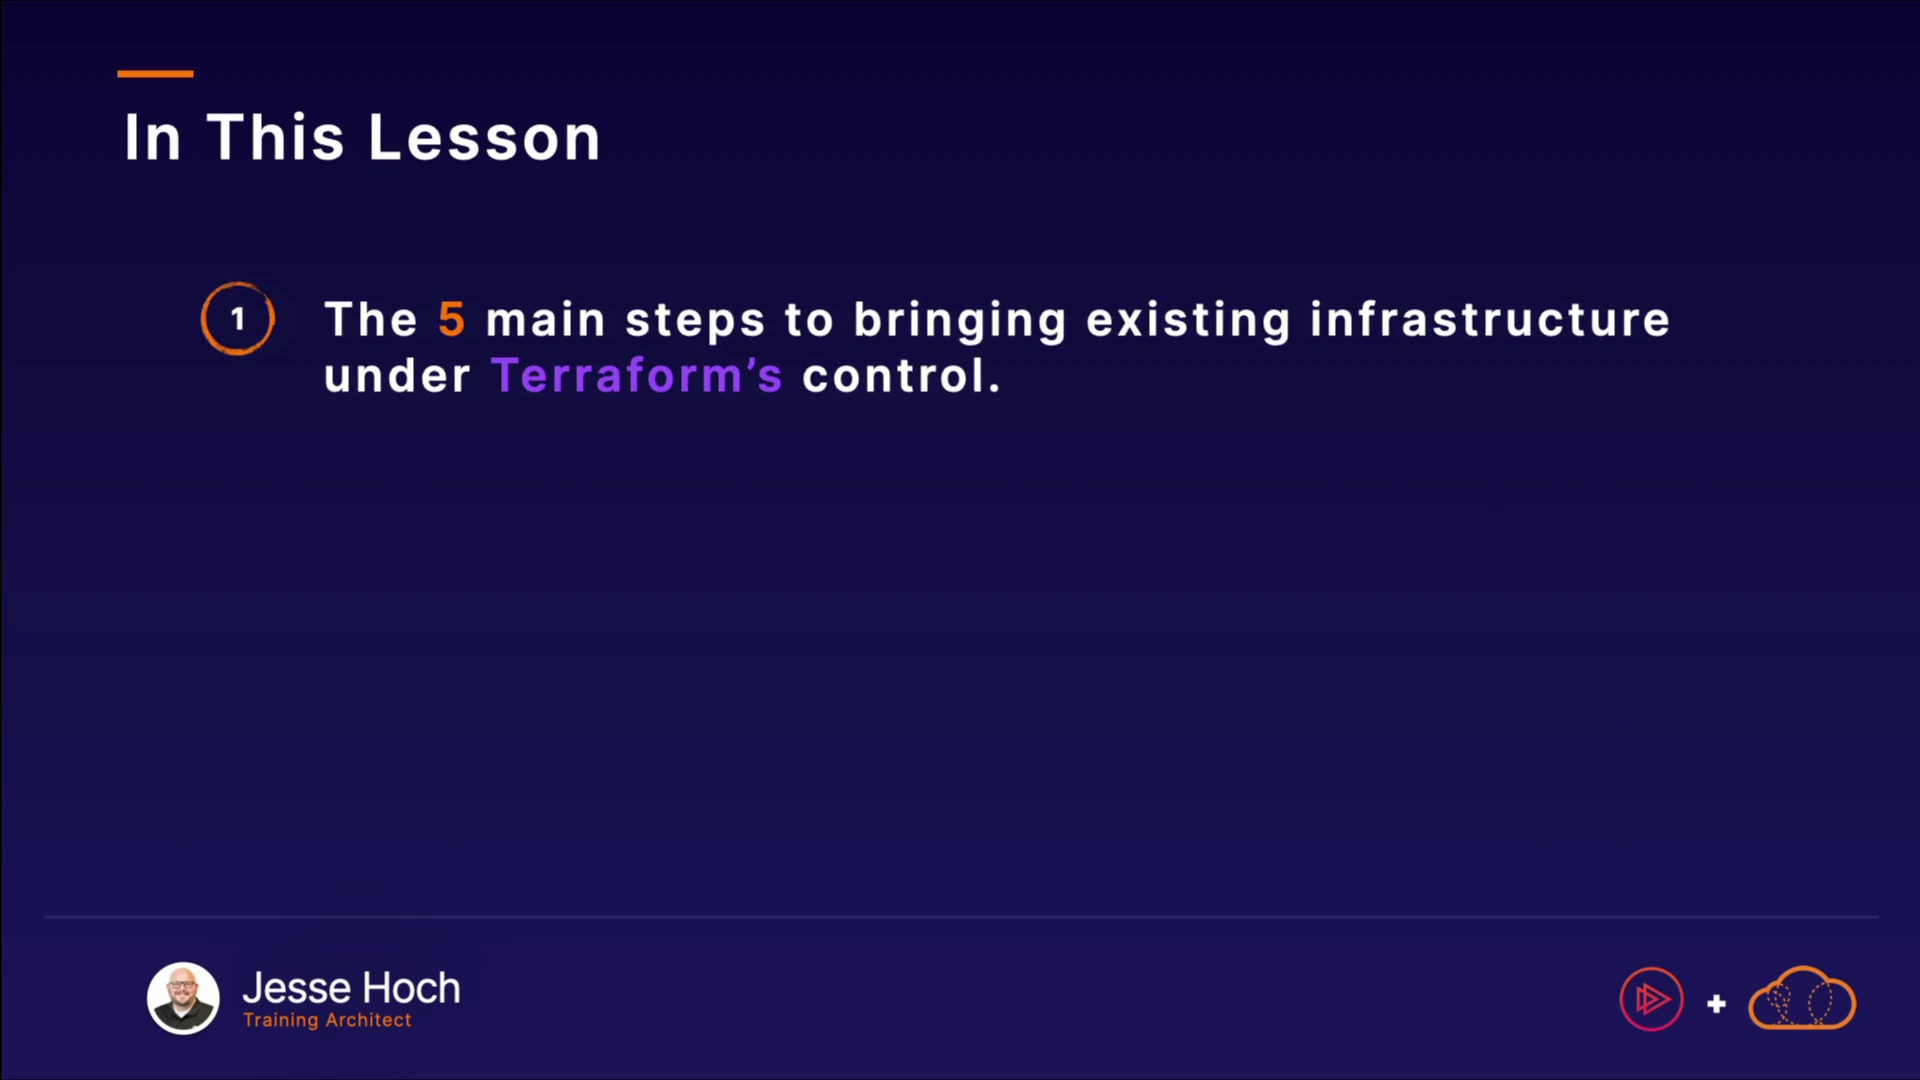 In This Lesson
1
The 5 main steps to bringing existing infrastructure
under Terraform’s control.
Jesse Hoch
Training Architect